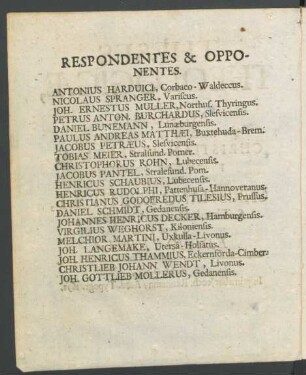 RESPONDENTES & OPPO-
NENTES.
ANTONIUS HARDUICI, Corbaco-Waldeccus.
NICOLAUS SPRANGER, Variscus.
JOH. ERNESTUS MULLER, Northus. Thyringus.
PETRUS ANTON. BURCHARDUS, Slesvicensis.
DANIEL BUNEMANN, Lunæburgensis.
PAULUS ANDREAS MATTHÆI, Buxtehuda-Brem.
JACOBUS PETRÆUS, Slesvicensis.
TOBIAS MEIER, Stralsund. Pomer.
CHRISTOPHORUS ROHN, Lubecensis.
JACOBUS PANTEL, Stralesund. Pom.
HENRICUS SCHAUBIUS, Lubecensis.
HENRICUS RUDOLPHI, Pattenhusa-Hannoveranus.
CHRISTIANUS GODOFREDUS TILESIUS, Prussus.
DANIEL SCHMIDT, Gedanensis.
JOHANNES HENRICUS DECKER, Hamburgensis.
VIRGILIUS WEGHORST, Kiloniensis.
MELCHIOR MARTINI, Uxkulla-Livonus.
JOH. LANGEMAKE, Utersâ-Holsatus.
JOH. HENRICUS THAMMIUS, Eckernförda-Cimber.
CHRISTLIEB JOHANN WENDT, Livonus.
JOH. GOTTLIEB MOLLERUS, Gedanensis.